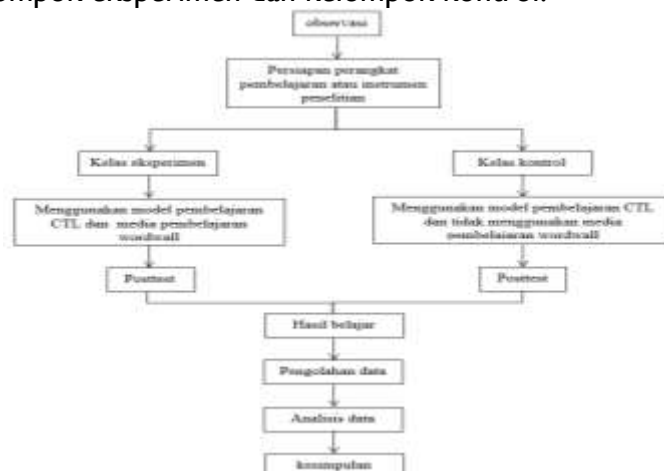 kelompok eksperimen dan kelompok kontrol.
observasi
Persiapan perangkat
pembelajaran atau instrumen
penelitian
Kelas eksperimen
Kelas kontrol
Menggunakan model pembelajaran
CTL dan media pembelajaran
wordwall
Menggunakan model pembelajaran CTL
dan tidak menggunakan media
pembelajaran wordwall
Posttest
Posttest
Hasil belajar
Pengolahan data
Analisis data
kesimpulan